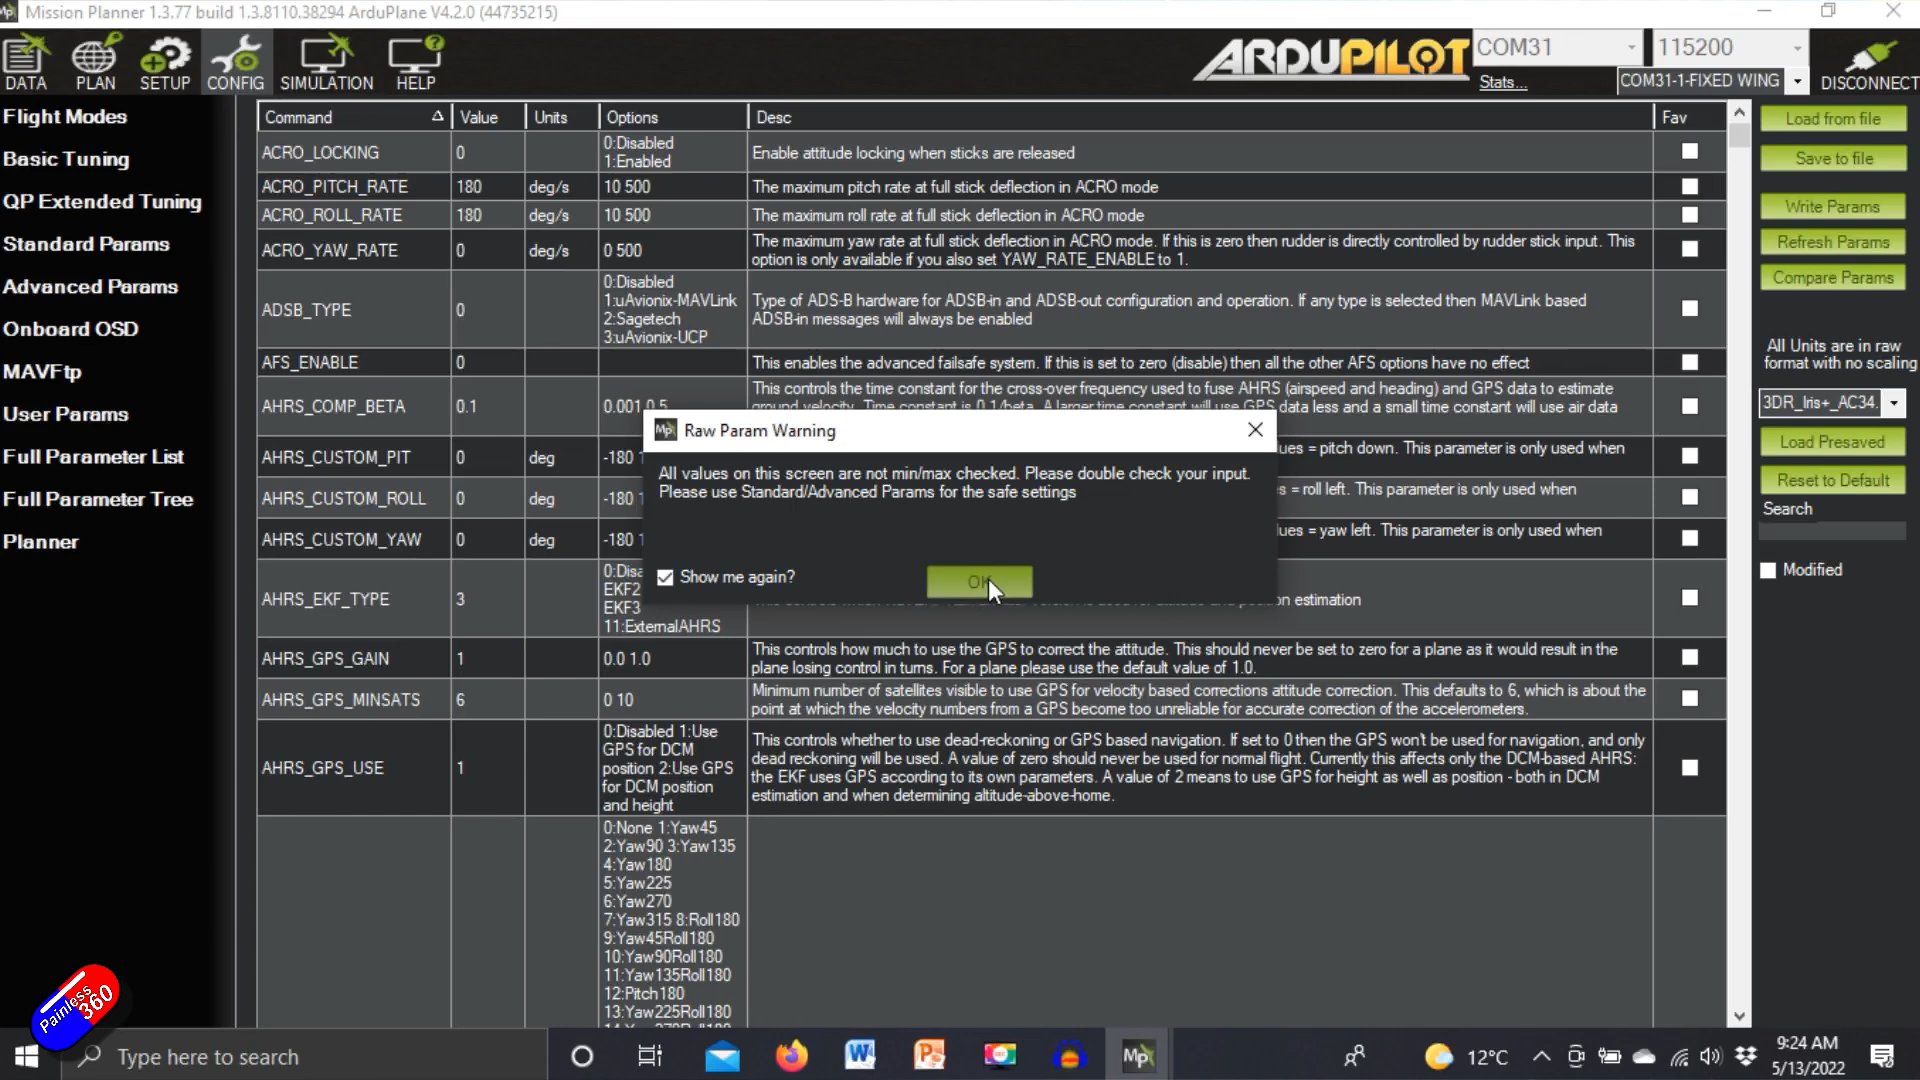 Mission Planner 1.3.77 build 1.3.8110.38294 ArduPlane V4.2.0 (44735215)
DATA
PLAN
SETUP
CONFIG
SIMULATION
HELP
ARDUPILOT
COM31
115200
Stats...
COM31-1-FIXED WING
DISCONNECT
Flight Modes
Basic Tuning
QP Extended Tuning
Standard Params
Advanced Params
Onboard OSD
MAVFtp
User Params
Full Parameter List
Full Parameter Tree
Planner
Command
Value
Units
Options
Desc
Fav
ACRO_LOCKING
0
0:Disabled
1:Enabled
Enable attitude locking when sticks are released
ACRO_PITCH_RATE
180
deg/s
10 500
The maximum pitch rate at full stick deflection in ACRO mode
ACRO_ROLL_RATE
180
deg/s
10 500
The maximum roll rate at full stick deflection in ACRO mode
ACRO_YAW_RATE
0
deg/s
0 500
The maximum yaw rate at full stick deflection in ACRO mode. If this is zero then rudder is directly controlled by rudder stick input. This
option is only available if you also set YAW_RATE_ENABLE to 1.
ADSB_TYPE
0
0:Disabled
1:uAvionix-MAVLink
2:Sagetech
3:uAvionix-UCP
Type of ADS-B hardware for ADSB-in and ADSB-out configuration and operation. If any type is selected then MAVLink based
ADSB-in messages will always be enabled
AFS_ENABLE
0
This enables the advanced failsafe system. If this is set to zero (disable) then all the other AFS options have no effect
AHRS_COMP_BETA
0.1
0.001 0.5
This controls the time constant for the cross-over frequency used to fuse AHRS (airspeed and heading) and GPS data to estimate
ground velocity. Time constant is 0.1/beta. A larger time constant will use GPS data less and a small time constant will use air data
AHRS_CUSTOM_PIT
0
deg
-180 1
ues = pitch down. This parameter is only used when
AHRS_CUSTOM_ROLL
0
deg
-180 1
s = roll left. This parameter is only used when
AHRS_CUSTOM_YAW
0
deg
-180 1
lues = yaw left. This parameter is only used when
AHRS_EKF_TYPE
3
0:Disa
EKF2
EKF3
11:ExternalAHRS
on estimation
AHRS_GPS_GAIN
1
0.0 1.0
This controls how much to use the GPS to correct the attitude. This should never be set to zero for a plane as it would result in the
plane losing control in turns. For a plane please use the default value of 1.0.
AHRS_GPS_MINSATS
6
0 10
Minimum number of satellites visible to use GPS for velocity based corrections attitude correction. This defaults to 6, which is about the
point at which the velocity numbers from a GPS become too unreliable for accurate correction of the accelerometers.
AHRS_GPS_USE
1
0:Disabled 1:Use
GPS for DCM
position 2:Use GPS
for DCM position
and height
This controls whether to use dead-reckoning or GPS based navigation. If set to 0 then the GPS won't be used for navigation, and only
dead reckoning will be used. A value of zero should never be used for normal flight. Currently this affects only the DCM-based AHRS:
the EKF uses GPS according to its own parameters. A value of 2 means to use GPS for height as well as position - both in DCM
estimation and when determining altitude-above-home.
0:None 1:Yaw45
2:Yaw90 3:Yaw135
4:Yaw180
5:Yaw225
6:Yaw270
7:Yaw315 8:Roll180
9:Yaw45Roll180
10:Yaw90Roll180
11:Yaw135Roll180
12:Pitch180
13:Yaw225Roll180
Raw Param Warning
All values on this screen are not min/max checked. Please double check your input.
Please use Standard/Advanced Params for the safe settings
Show me again?
OK
Load from file
Save to file
Write Params
Refresh Params
Compare Params
All Units are in raw
format with no scaling
3DR_Iris+_AC34.
Load Presaved
Reset to Default
Search
Modified
Painless
360
Type here to search
12°C
9:24 AM
5/13/2022